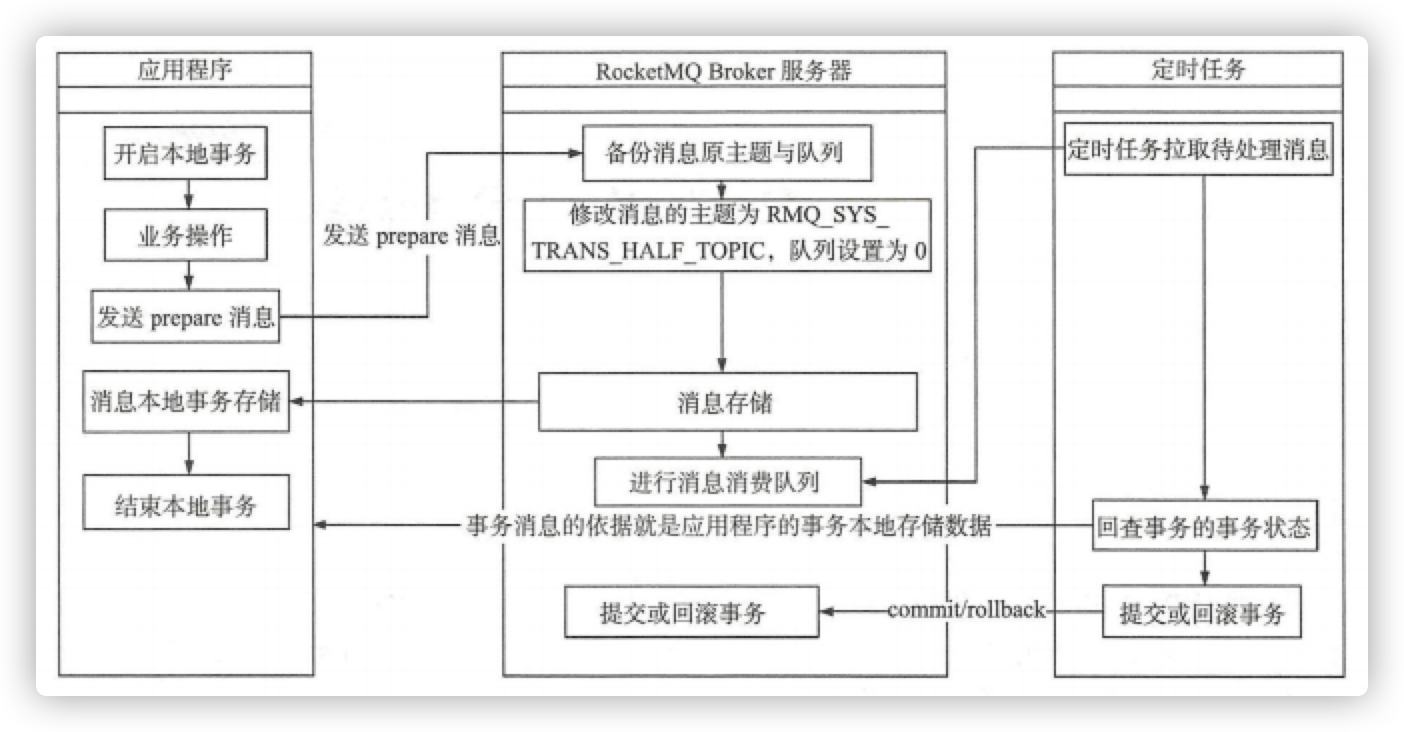 应用程序
开启本地事务
业务操作
发送 prepare 消息
消息本地事务存储
结束本地事务
发送 prepare 消息
RocketMQ Broker 服务器
备份消息原主题与队列
修改消息的主题为 RMQ_SYS_
TRANS_HALF_TOPIC，队列设置为 0
消息存储
进行消息消费队列
事务消息的依据就是应用程序的事务本地存储数据
提交或回滚事务
commit/rollback
定时任务
定时任务拉取待处理消息
回查事务的事务状态
提交或回滚事务